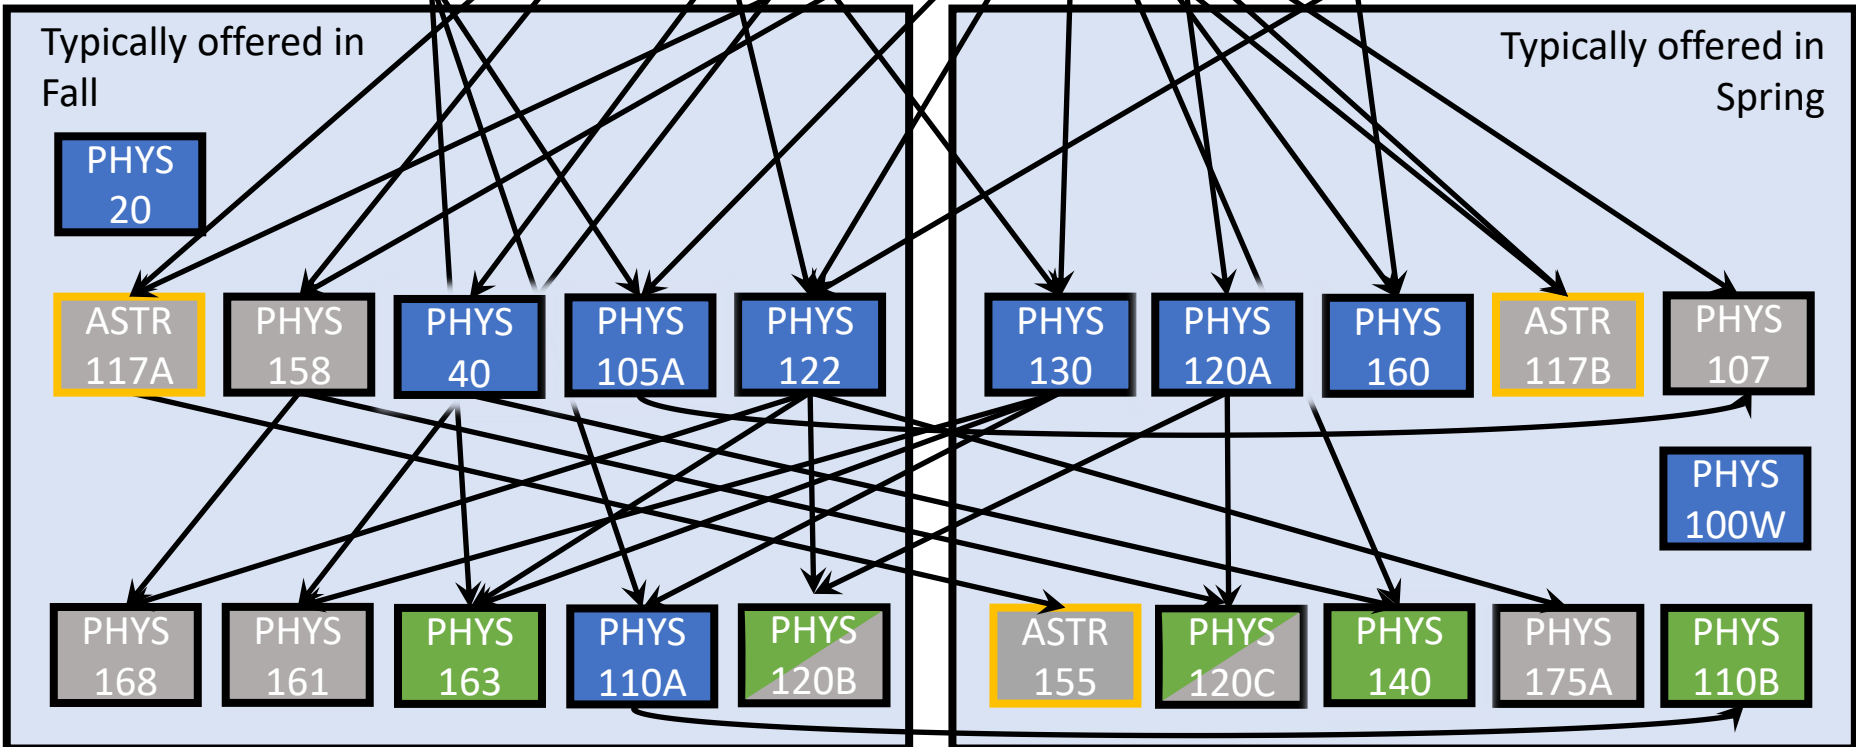 Typically offered in
Fall
Typically offered in
Spring
PHYS
20
ASTR
117A
PHYS
158
PHYS
40
PHYS
105A
PHYS
122
PHYS
130
PHYS
120A
PHYS
160
ASTR
117B
PHYS
107
PHYS
100W
PHYS
168
PHYS
161
PHYS
163
PHYS
110A
PHYS
120B
ASTR
155
PHYS
120C
PHYS
140
PHYS
175A
PHYS
110B